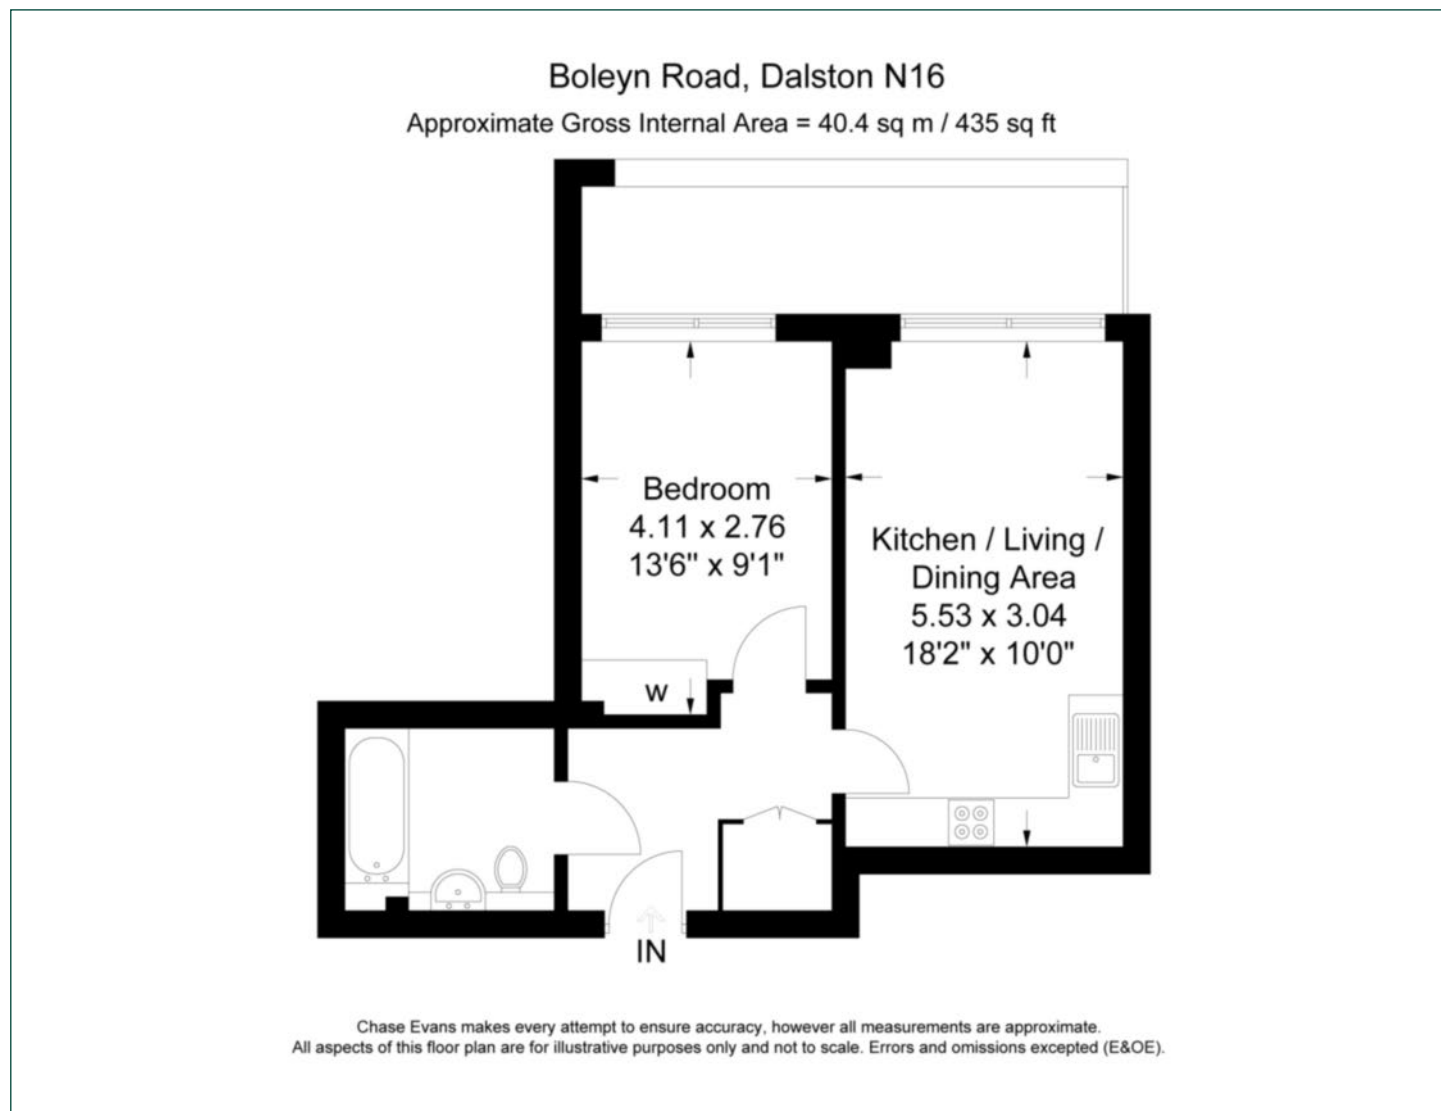 Boleyn Road, Dalston N16
Approximate Gross Internal Area = 40.4 sq m / 435 sq ft
Bedroom
4.11 x 2.76
13'6" x 9'1"
Kitchen / Living /
Dining Area
5.53 x 3.04
18'2" x 10'0"
W
IN
Chase Evans makes every attempt to ensure accuracy, however all measurements are approximate.
All aspects of this floor plan are for illustrative purposes only and not to scale. Errors and omissions excepted (E&OE).